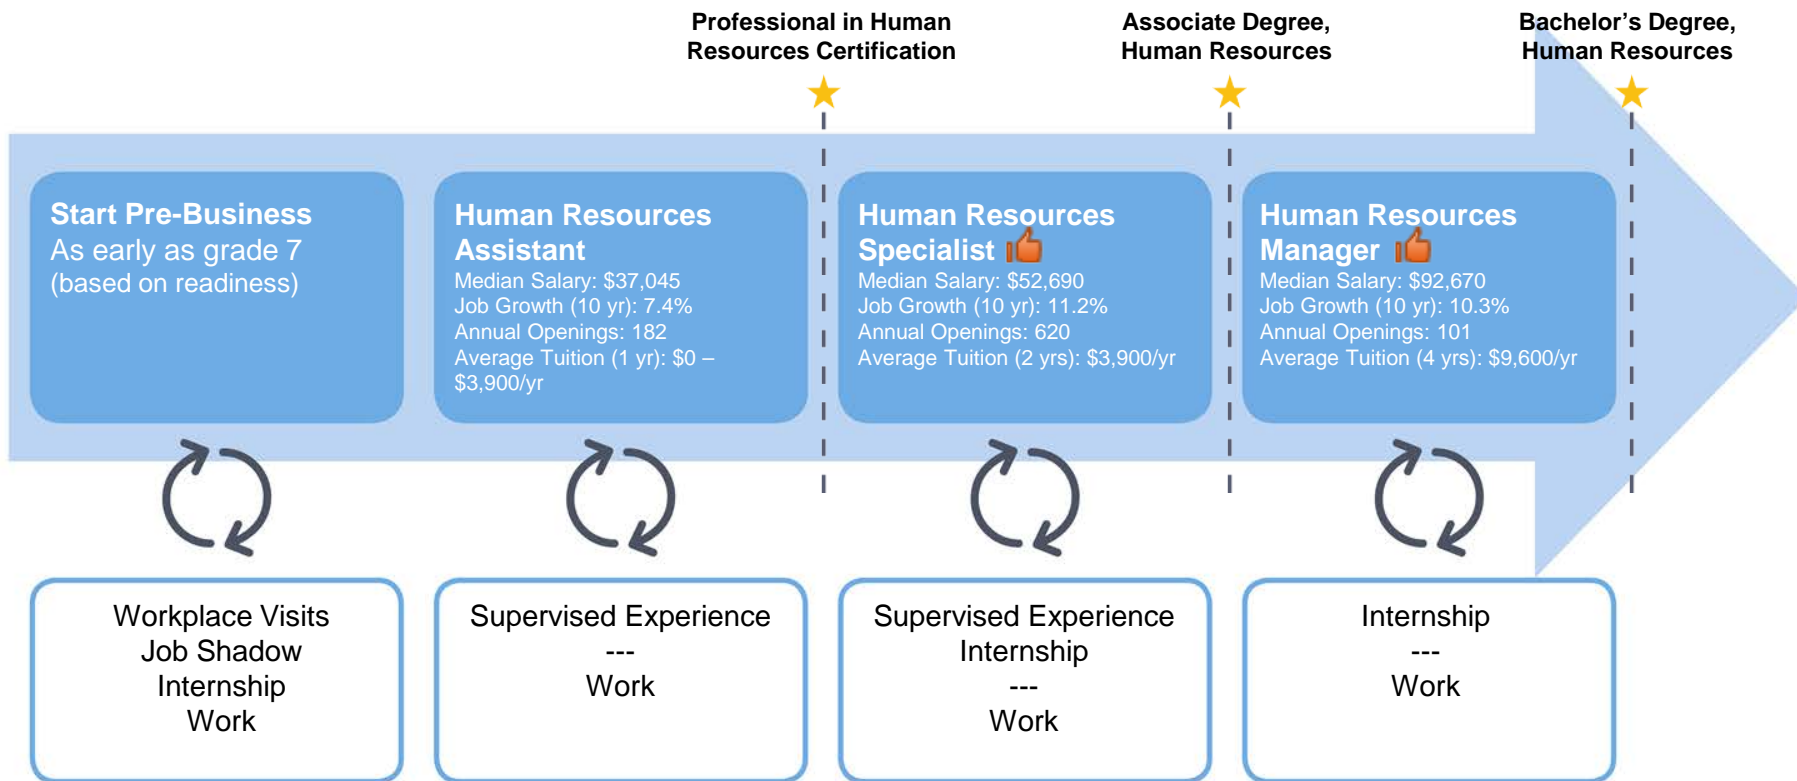 Professional in Human
Resources Certification
Associate Degree,
Human Resources
Bachelor’s Degree,
Human Resources
Start Pre-Business
As early as grade 7
(based on readiness)
Human Resources
Assistant
Median Salary: $37,045
Job Growth (10 yr): 7.4%
Annual Openings: 182
Average Tuition (1 yr): $0 –
$3,900/yr
Human Resources
Specialist
Median Salary: $52,690
Job Growth (10 yr): 11.2%
Annual Openings: 620
Average Tuition (2 yrs): $3,900/yr
Human Resources
Manager
Median Salary: $92,670
Job Growth (10 yr): 10.3%
Annual Openings: 101
Average Tuition (4 yrs): $9,600/yr
Workplace Visits
Job Shadow
Internship
Work
Supervised Experience
---
Work
Supervised Experience
Internship
---
Work
Internship
---
Work